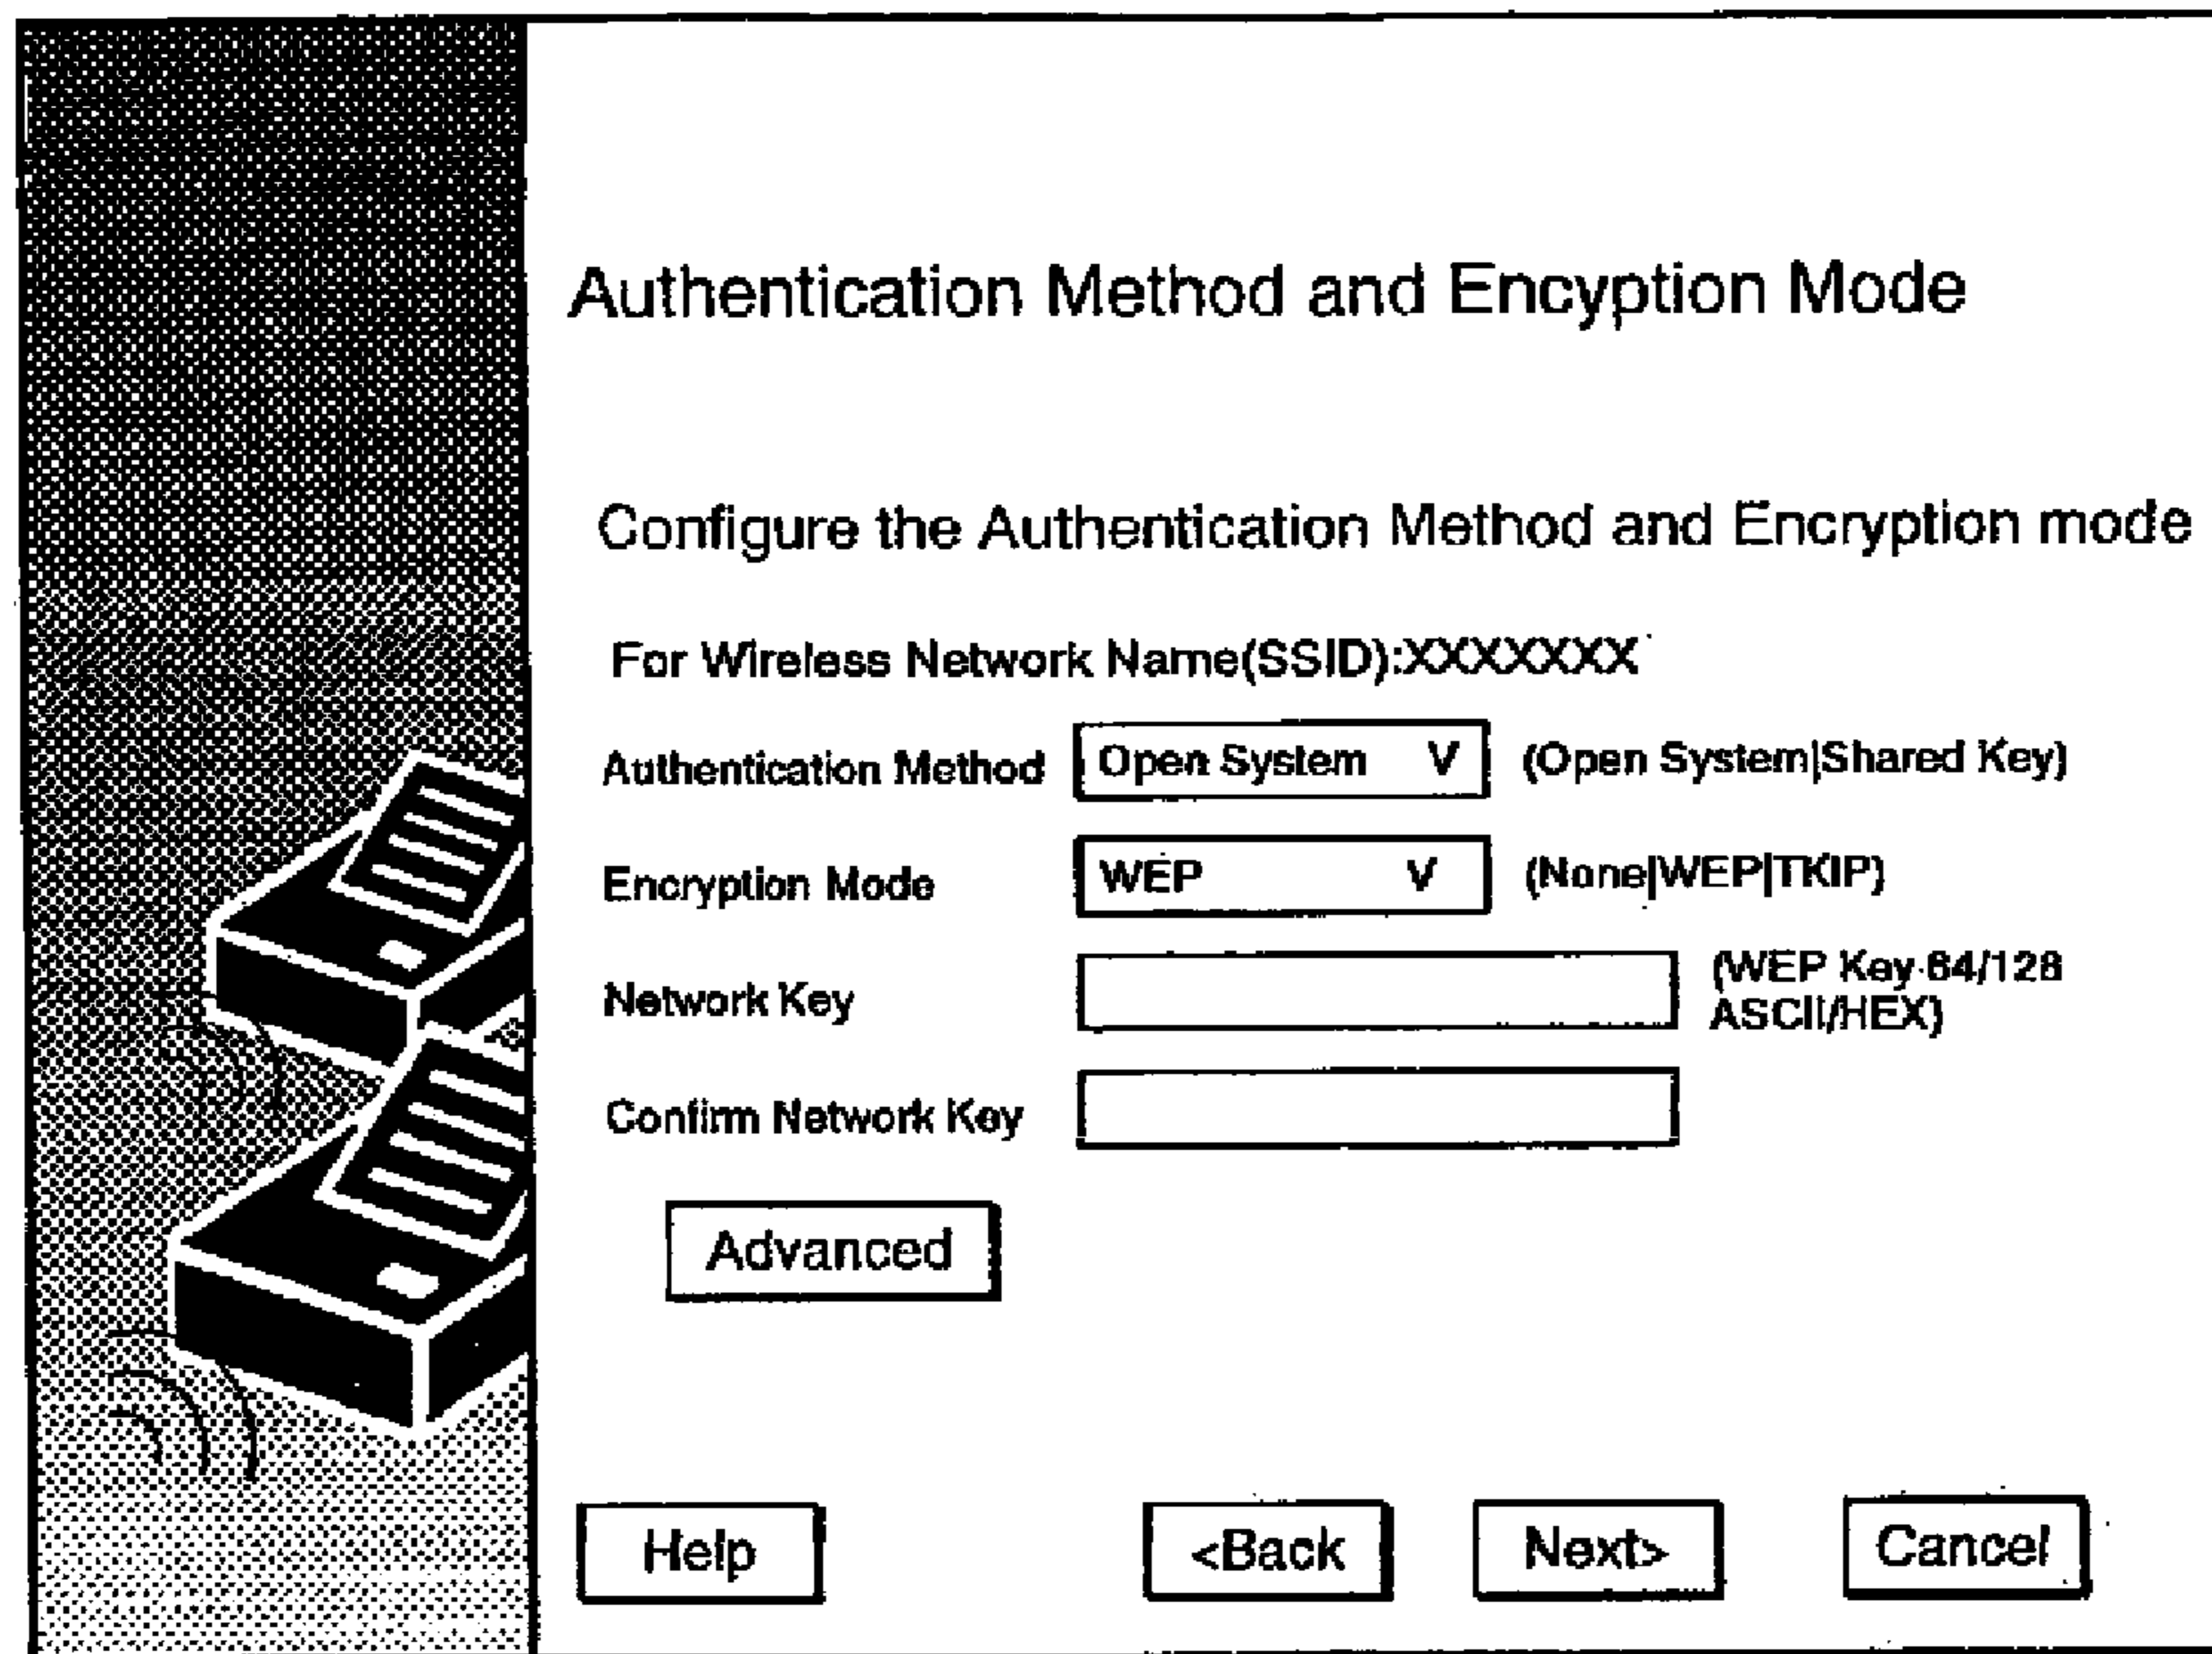 Authentication Method and Encyption Mode
Configure the Authentication Method and Encryption mode
For Wireless Network Name(SSID):XXXXXXX
Authentication Method Open System V (Open System|Shared Key)
Encryption Mode WEP V (None|WEP|TKIP)
Network Key (WEP Key 64/128
ASCII/HEX)
Confirm Network Key
Advanced
Help <Back Next> Cancel